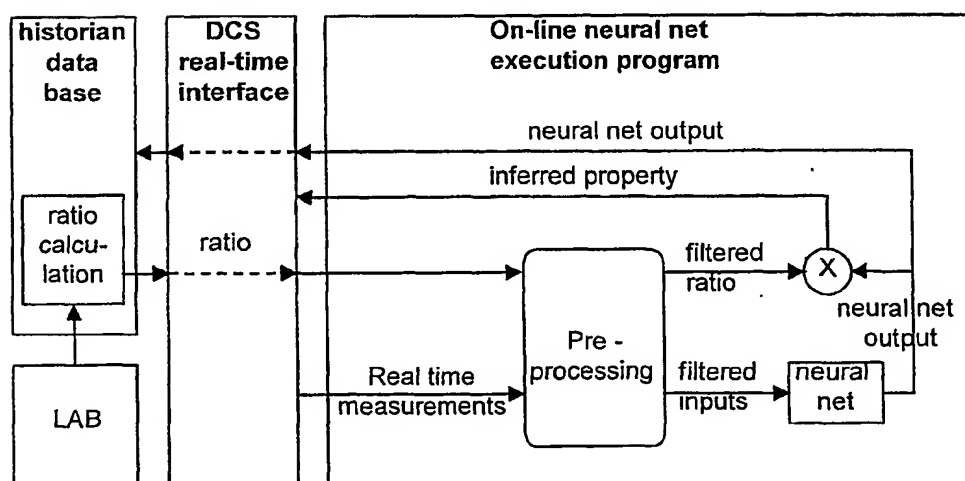 historian
data
base
DCS
real-time
interface
On-line neural net
execution program
neural net output
inferred property
ratio
calcu-
lation
ratio
filtered
ratio
X
neural net
output
Pre -
processing
Real time
measurements
filtered
inputs
neural
net
LAB